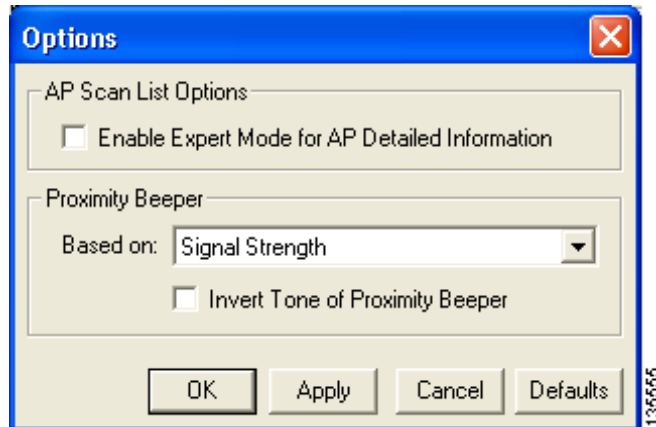 Options
AP Scan List Options
Enable Expert Mode for AP Detailed Information
Proximity Beeper
Based on: Signal Strength
Invert Tone of Proximity Beeper
OK Apply Cancel Defaults
135655